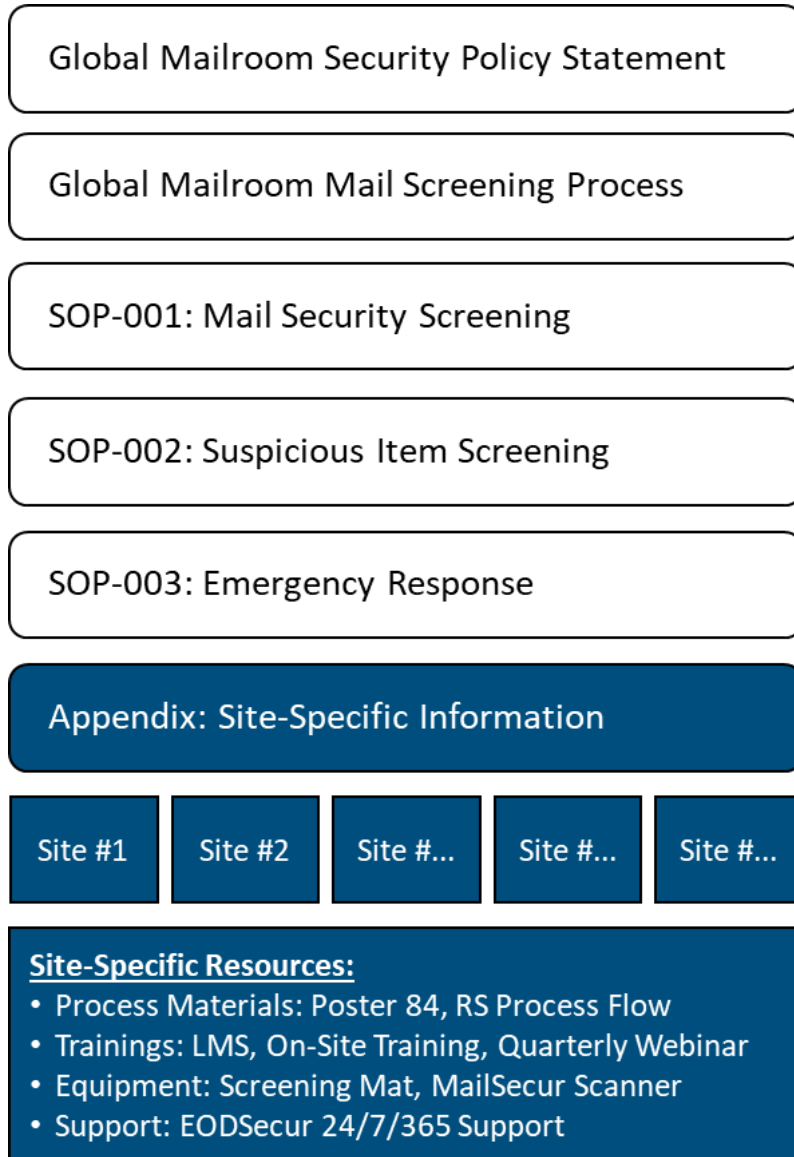 Global Mailroom Security Policy Statement
Global Mailroom Mail Screening Process
SOP-001: Mail Security Screening
SOP-002: Suspicious Item Screening
SOP-003: Emergency Response
Appendix: Site-Specific Information
Site #1
Site #2
Site #...
Site #...
Site #...
Site-Specific Resources:
• Process Materials: Poster 84, RS Process Flow
• Trainings: LMS, On-Site Training, Quarterly Webinar
• Equipment: Screening Mat, MailSecur Scanner
• Support: EODSecur 24/7/365 Support